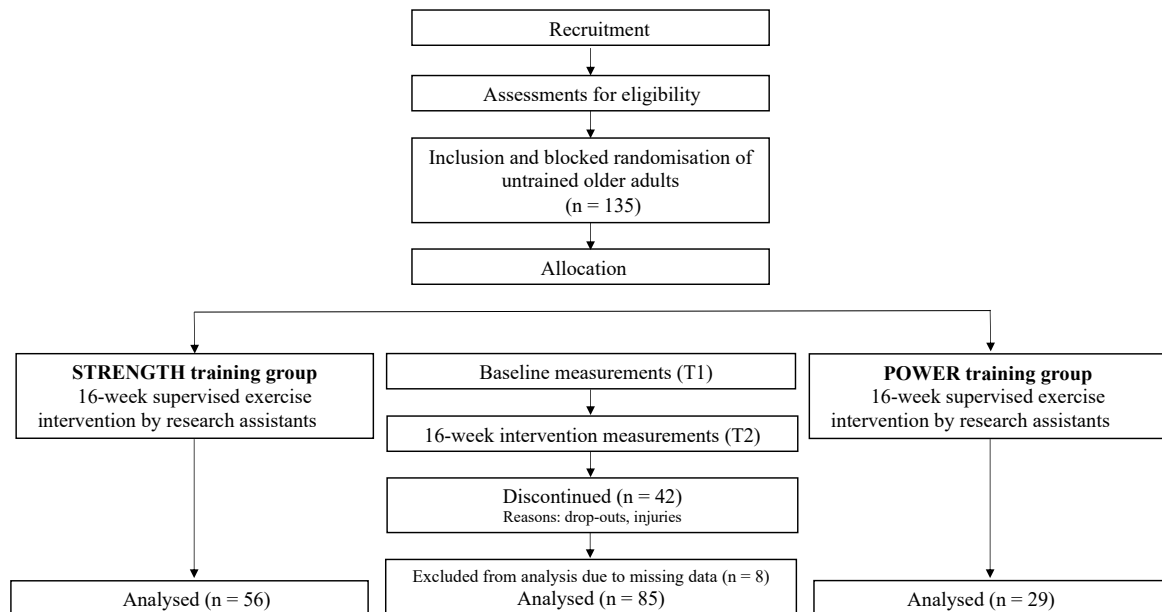 Recruitment
Assessments for eligibility
Inclusion and blocked randomisation of
untrained older adults
(n = 135)
Allocation
STRENGTH training group
16-week supervised exercise
intervention by research assistants
Baseline measurements (T1)
POWER training group
16-week supervised exercise
intervention by research assistants
16-week intervention measurements (T2)
Discontinued (n = 42)
Reasons: drop-outs, injuries
Analysed (n = 56)
Excluded from analysis due to missing data (n = 8)
Analysed (n = 85)
Analysed (n = 29)